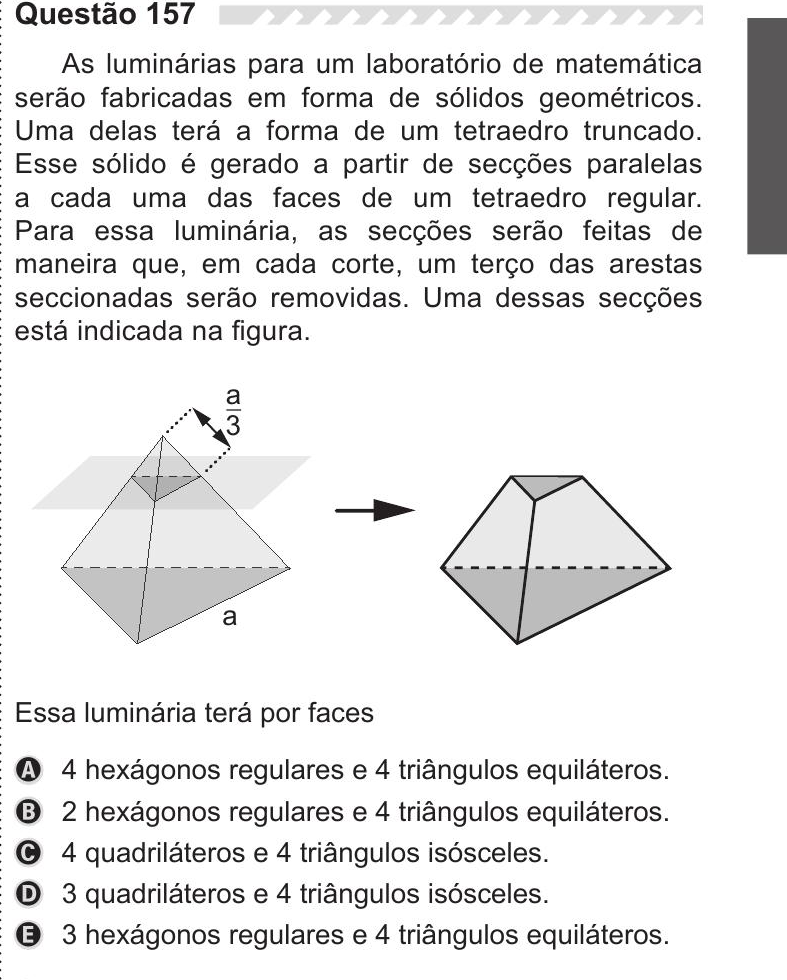 Questão 157
As luminárias para um laboratório de matemática
serão fabricadas em forma de sólidos geométricos.
Uma delas terá a forma de um tetraedro truncado.
Esse sólido é gerado a partir de secções paralelas
a cada uma das faces de um tetraedro regular.
Para essa luminária, as secções serão feitas de
maneira que, em cada corte, um terço das arestas
seccionadas serão removidas. Uma dessas secções
está indicada na figura.
a
3
a
Essa luminária terá por faces
A 4 hexágonos regulares e 4 triângulos equiláteros.
B 2 hexágonos regulares e 4 triângulos equiláteros.
C 4 quadriláteros e 4 triângulos isósceles.
D 3 quadriláteros e 4 triângulos isósceles.
E 3 hexágonos regulares e 4 triângulos equiláteros.